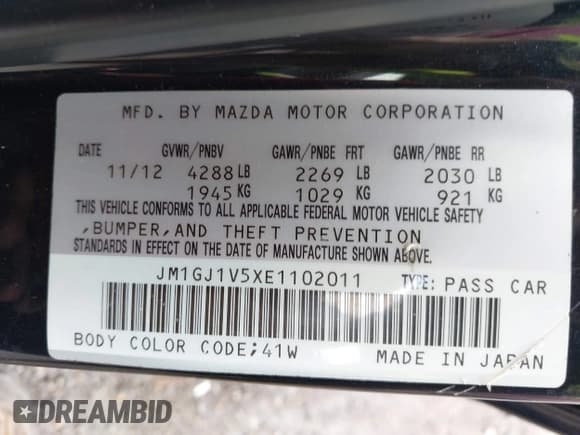 MFD. BY MAZDA MOTOR CORPORATION
DATE GVWR/PNBV GAWR/PNBE FRT GAWR/PNBE RR
11/12 4288 LB 2269 LB 2030 LB
1945 KG 1029 KG 921 KG
THIS VEHICLE CONFORMS TO ALL APPLICABLE FEDERAL MOTOR VEHICLE SAFETY
,BUMPER,AND THEFT PREVENTION
STANDARDS IN EFFECT ON THE DATE OF MANUFACTURE SHOWN ABOVE.
JM1GJ1V5XE1102011 TYPE: PASS CAR
BODY COLOR CODE;41W MADE IN JAPAN
DREAMBID